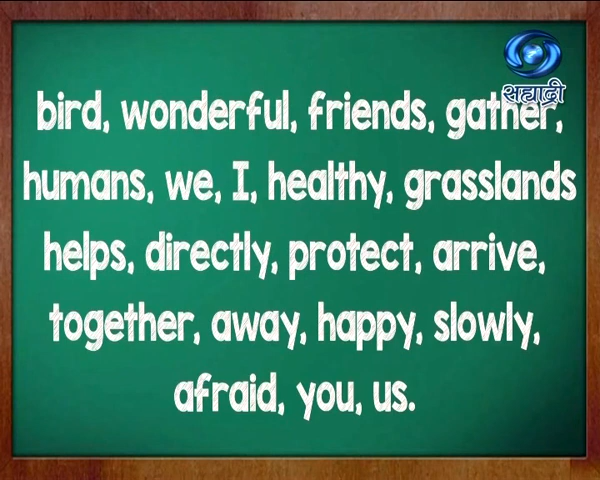 सह्याद्री
bird, wonderful, friends, gather,
humans, we, I, healthy, grasslands
helps, directly, protect, arrive,
together, away, happy, slowly,
afraid, you, us.